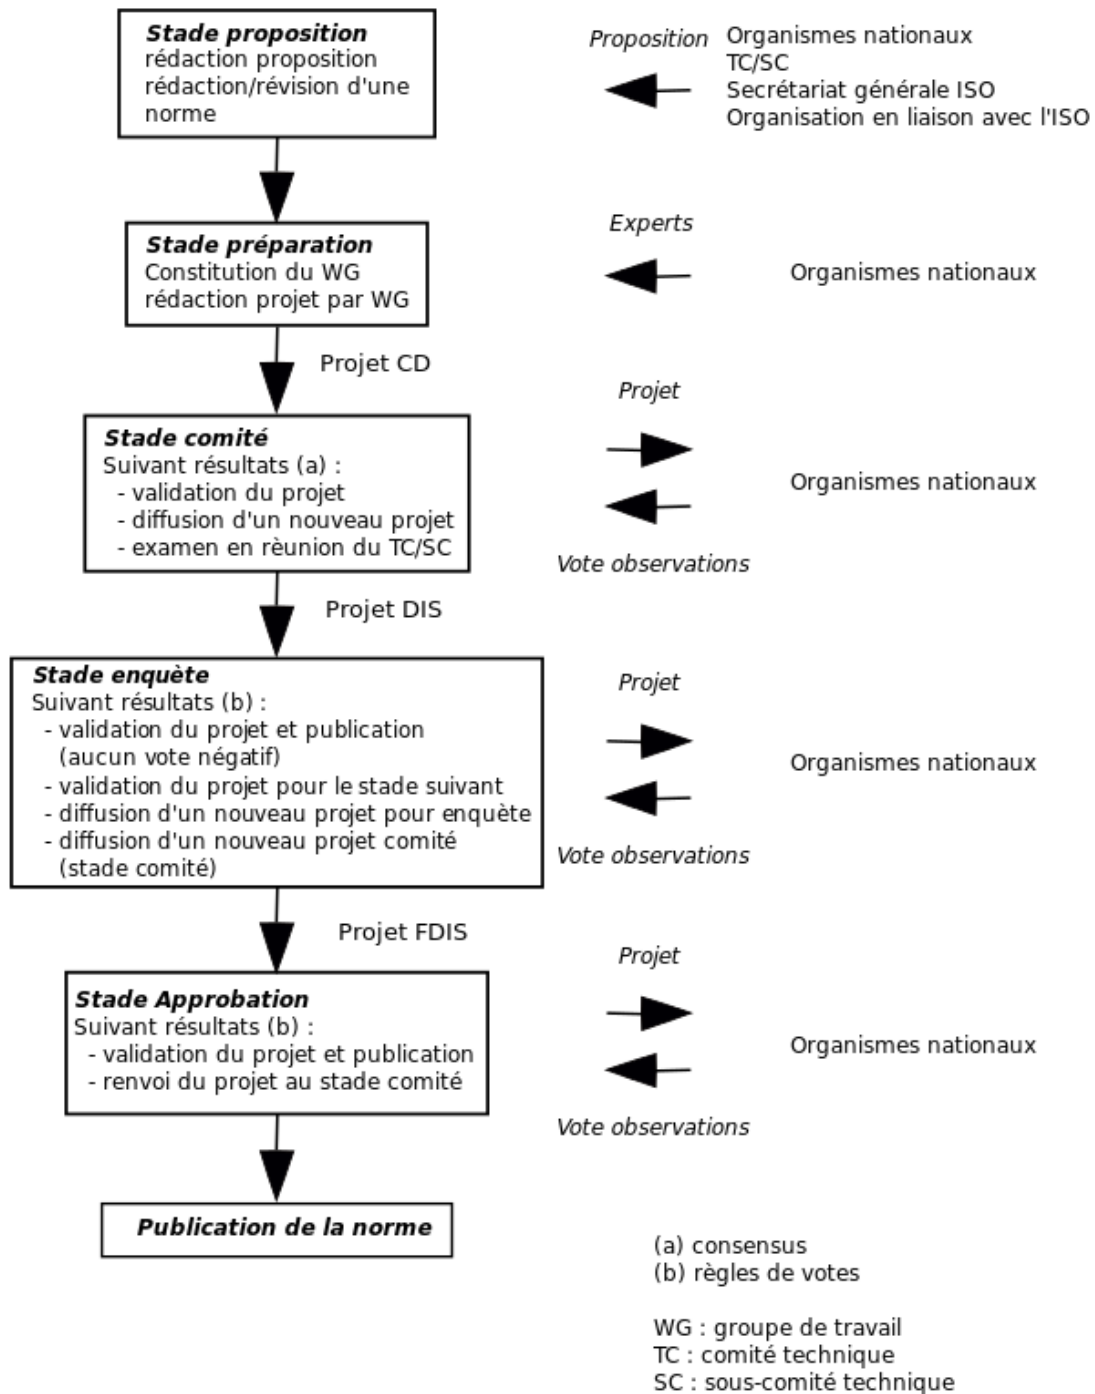 Stade proposition
rédaction proposition
rédaction/révision d'une
norme
Proposition
Organismes nationaux
TC/SC
Secrétariat générale ISO
Organisation en liaison avec l'ISO
Stade préparation
Constitution du WG
rédaction projet par WG
Experts
Organismes nationaux
Projet CD
Stade comité
Suivant résultats (a) :
- validation du projet
- diffusion d'un nouveau projet
- examen en rèunion du TC/SC
Projet
Organismes nationaux
Vote observations
Projet DIS
Stade enquète
Suivant résultats (b) :
- validation du projet et publication
(aucun vote négatif)
- validation du projet pour le stade suivant
- diffusion d'un nouveau projet pour enquète
- diffusion d'un nouveau projet comité
(stade comité)
Projet
Organismes nationaux
Vote observations
Projet FDIS
Stade Approbation
Suivant résultats (b) :
- validation du projet et publication
- renvoi du projet au stade comité
Projet
Organismes nationaux
Vote observations
Publication de la norme
(a) consensus
(b) règles de votes
WG : groupe de travail
TC : comité technique
SC : sous-comité technique